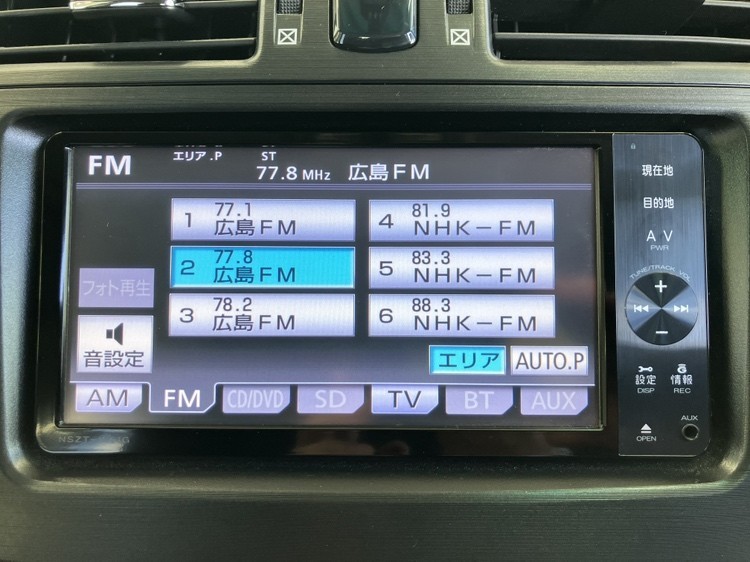 FM
エリア.P
ST
77.8 MHz 広島FM
1 77.1 広島FM
2 77.8 広島FM
3 78.2 広島FM
4 81.9 NHK-FM
5 83.3 NHK-FM
6 88.3 NHK-FM
フォト再生
音設定
エリア AUTO.P
AM FM CD/DVD SD TV BT AUX
現在地
目的地
AV
PWR
TUNE/TRACK VOL
+
−
設定 情報
DISP REC
OPEN
AUX